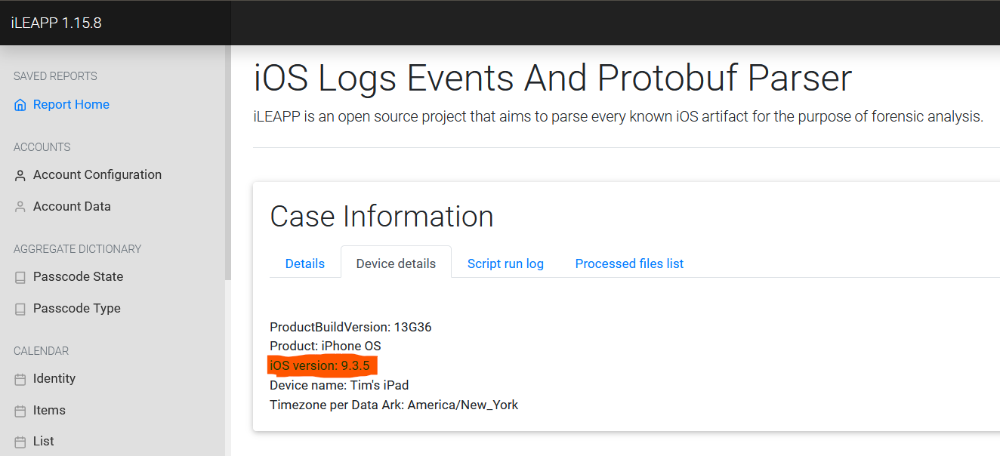 iLEAPP 1.15.8
SAVED REPORTS
Report Home
ACCOUNTS
Account Configuration
Account Data
AGGREGATE DICTIONARY
Passcode State
Passcode Type
CALENDAR
Identity
Items
List
iOS Logs Events And Protobuf Parser
iLEAPP is an open source project that aims to parse every known iOS artifact for the purpose of forensic analysis.
Case Information
Details Device details Script run log Processed files list
ProductBuildVersion: 13G36
Product: iPhone OS
iOS version: 9.3.5
Device name: Tim's iPad
Timezone per Data Ark: America/New_York